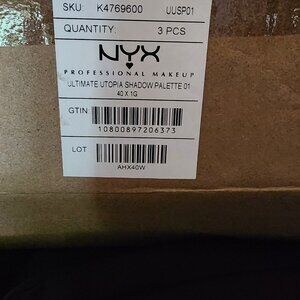 SKU: K4769600 UUSP01
QUANTITY: 3 PCS
NYX
PROFESSIONAL MAKEUP
ULTIMATE UTOPIA SHADOW PALETTE 01
40 X 1G
GTIN:
10800897206373
LOT
AHX40W